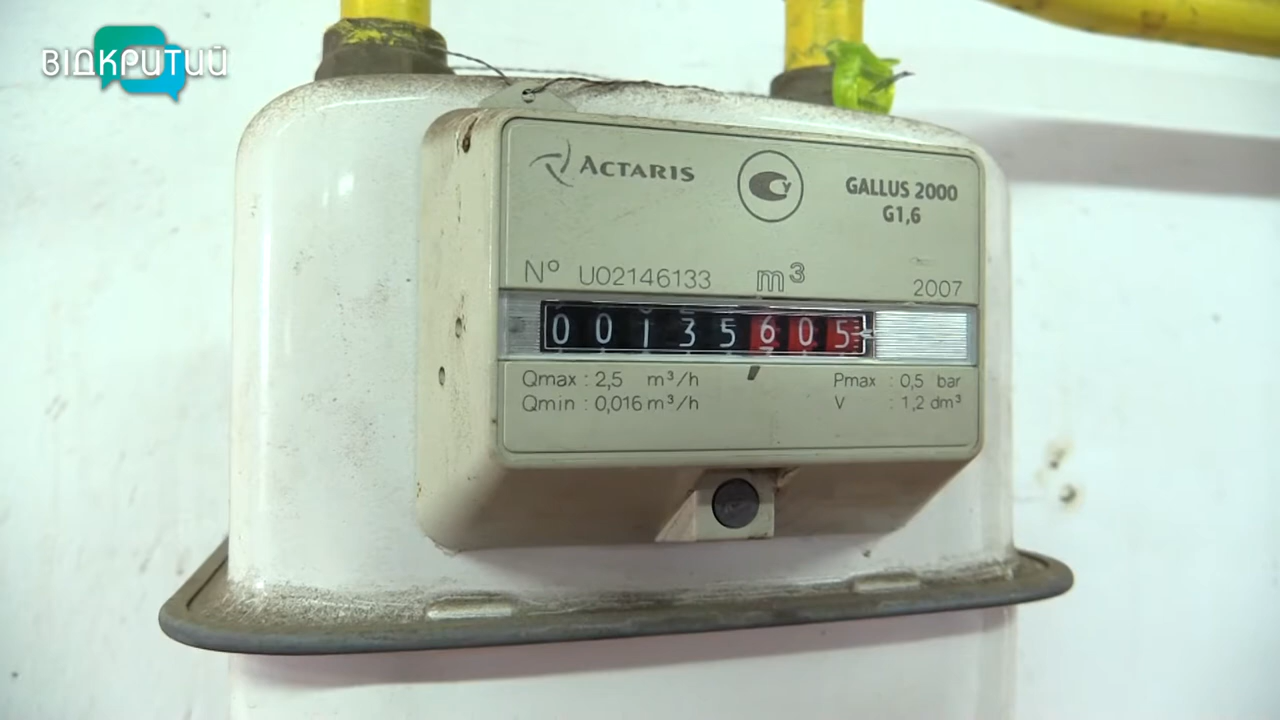 ВІДКРИТИЙ
ACTARIS
GALLUS 2000
G1,6
Nº U02146133 m³ 2007
00135605
Qmax : 2,5 m³/h Pmax : 0,5 bar
Qmin : 0,016 m³/h V : 1,2 dm³